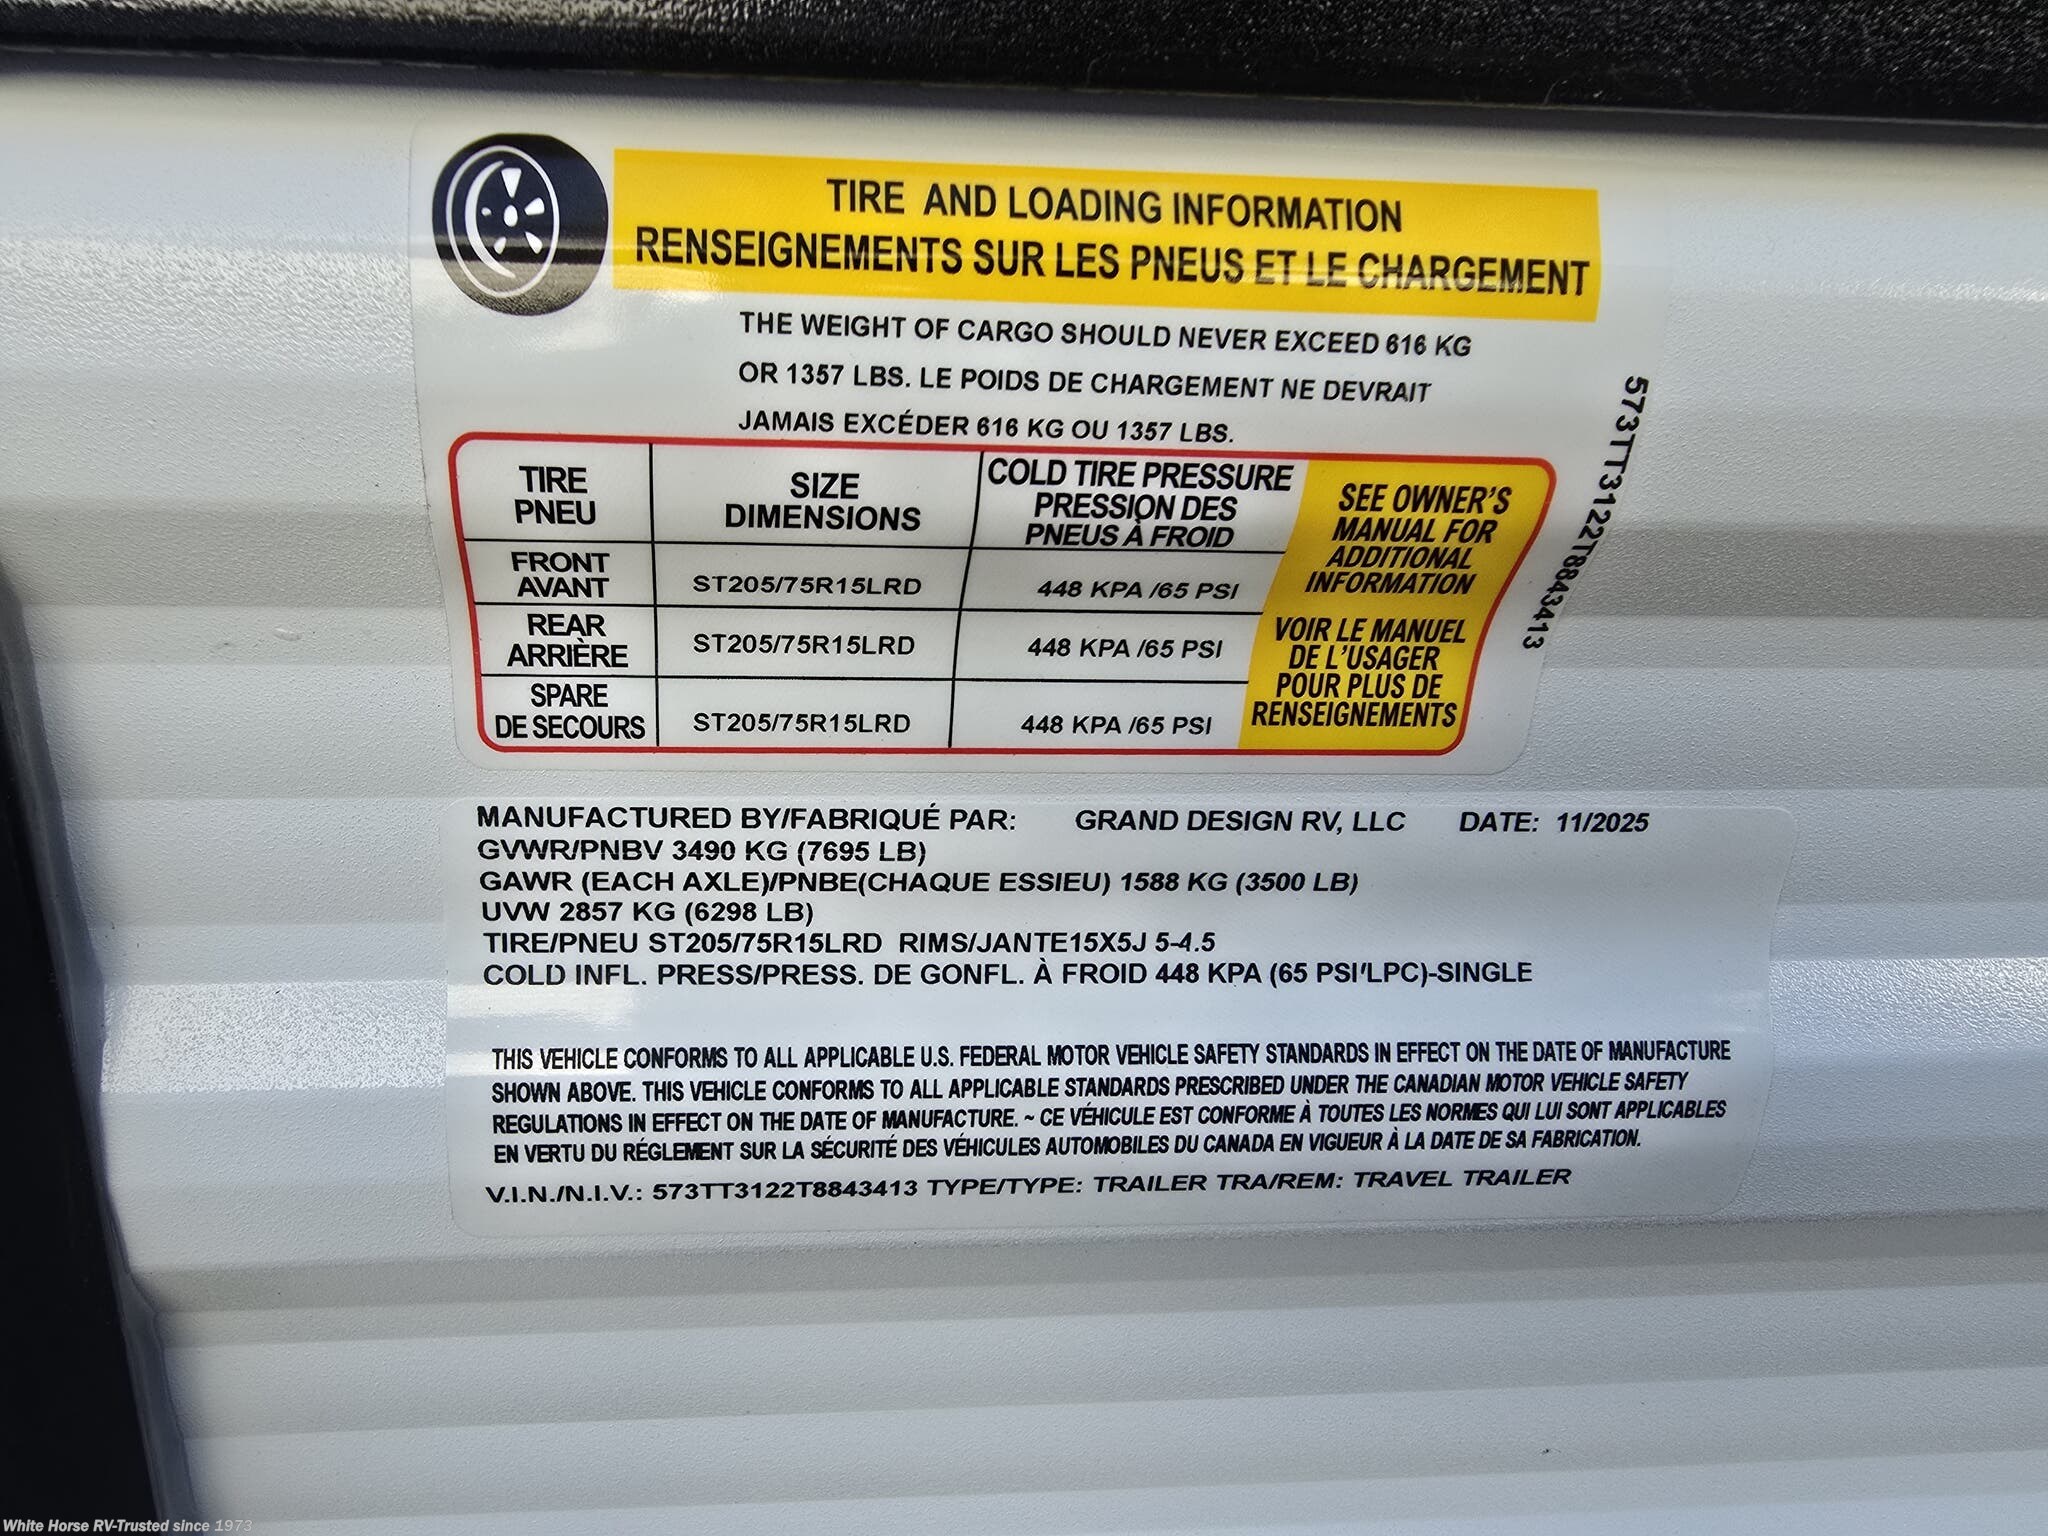 TIRE AND LOADING INFORMATION
RENSEIGNEMENTS SUR LES PNEUS ET LE CHARGEMENT
THE WEIGHT OF CARGO SHOULD NEVER EXCEED 616 KG
OR 1357 LBS. LE POIDS DE CHARGEMENT NE DEVRAIT
JAMAIS EXCÉDER 616 KG OU 1357 LBS.
TIRE
PNEU
SIZE
DIMENSIONS
COLD TIRE PRESSURE
PRESSION DES
PNEUS À FROID
FRONT
AVANT
ST205/75R15LRD
448 KPA /65 PSI
REAR
ARRIÈRE
ST205/75R15LRD
448 KPA /65 PSI
SPARE
DE SECOURS
ST205/75R15LRD
448 KPA /65 PSI
SEE OWNER'S
MANUAL FOR
ADDITIONAL
INFORMATION
VOIR LE MANUEL
DE L'USAGER
POUR PLUS DE
RENSEIGNEMENTS
573TT3122T8843413
MANUFACTURED BY/FABRIQUÉ PAR: GRAND DESIGN RV, LLC DATE: 11/2025
GVWR/PNBV 3490 KG (7695 LB)
GAWR (EACH AXLE)/PNBE(CHAQUE ESSIEU) 1588 KG (3500 LB)
UVW 2857 KG (6298 LB)
TIRE/PNEU ST205/75R15LRD RIMS/JANTE15X5J 5-4.5
COLD INFL. PRESS/PRESS. DE GONFL. À FROID 448 KPA (65 PSI/LPC)-SINGLE
THIS VEHICLE CONFORMS TO ALL APPLICABLE U.S. FEDERAL MOTOR VEHICLE SAFETY STANDARDS IN EFFECT ON THE DATE OF MANUFACTURE
SHOWN ABOVE. THIS VEHICLE CONFORMS TO ALL APPLICABLE STANDARDS PRESCRIBED UNDER THE CANADIAN MOTOR VEHICLE SAFETY
REGULATIONS IN EFFECT ON THE DATE OF MANUFACTURE. ~ CE VÉHICULE EST CONFORME À TOUTES LES NORMES QUI LUI SONT APPLICABLES
EN VERTU DU RÉGLEMENT SUR LA SÉCURITÉ DES VÉHICULES AUTOMOBILES DU CANADA EN VIGUEUR À LA DATE DE SA FABRICATION.
V.I.N./N.I.V.: 573TT3122T8843413 TYPE/TYPE: TRAILER TRA/REM: TRAVEL TRAILER
White Horse RV-Trusted since 1973